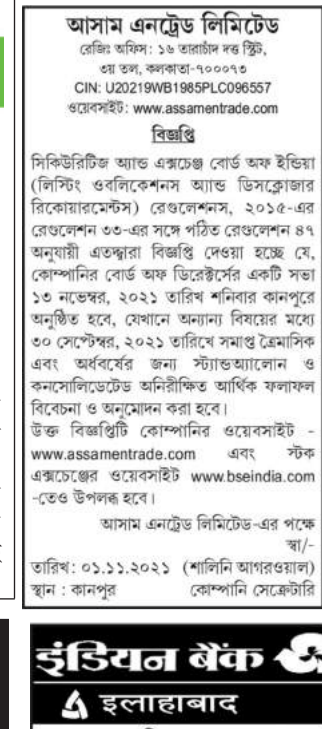 আসাম এনট্রেড লিমিটেড
রেজিঃ অফিস: ১৬ তারাচাঁদ দত্ত স্ট্রিট,
৩য় তল, কলকাতা-৭০০০৭৩
CIN: U20219WB1985PLC096557
ওয়েবসাইট: www.assamentrade.com
বিজ্ঞপ্তি
সিকিউরিটিজ অ্যান্ড এক্সচেঞ্জ বোর্ড অফ ইন্ডিয়া
(লিস্টিং ওবলিকেশনস অ্যান্ড ডিসক্লোজার
রিকোয়ারমেন্টস) রেগুলেশনস, ২০১৫-এর
রেগুলেশন ৩৩-এর সঙ্গে পঠিত রেগুলেশন ৪৭
অনুযায়ী এতদ্দ্বারা বিজ্ঞপ্তি দেওয়া হচ্ছে যে,
কোম্পানির বোর্ড অফ ডিরেক্টর্সের একটি সভা
১৩ নভেম্বর, ২০২১ তারিখ শনিবার কানপুরে
অনুষ্ঠিত হবে, যেখানে অন্যান্য বিষয়ের মধ্যে
৩০ সেপ্টেম্বর, ২০২১ তারিখে সমাপ্ত ত্রৈমাসিক
এবং অর্ধবর্ষের জন্য স্ট্যান্ডঅ্যালোন ও
কনসোলিডেটেড অনিরীক্ষিত আর্থিক ফলাফল
বিবেচনা ও অনুমোদন করা হবে।
উক্ত বিজ্ঞপ্তিটি কোম্পানির ওয়েবসাইট -
www.assamentrade.com এবং স্টক
এক্সচেঞ্জের ওয়েবসাইট www.bseindia.com
-তেও উপলব্ধ হবে।
আসাম এনট্রেড লিমিটেড-এর পক্ষে
স্বা/-
তারিখ: ০১.১১.২০২১ (শালিনি আগরওয়াল)
স্থান : কানপুর কোম্পানি সেক্রেটারি
इंडियन बैंक
इलाहाबाद